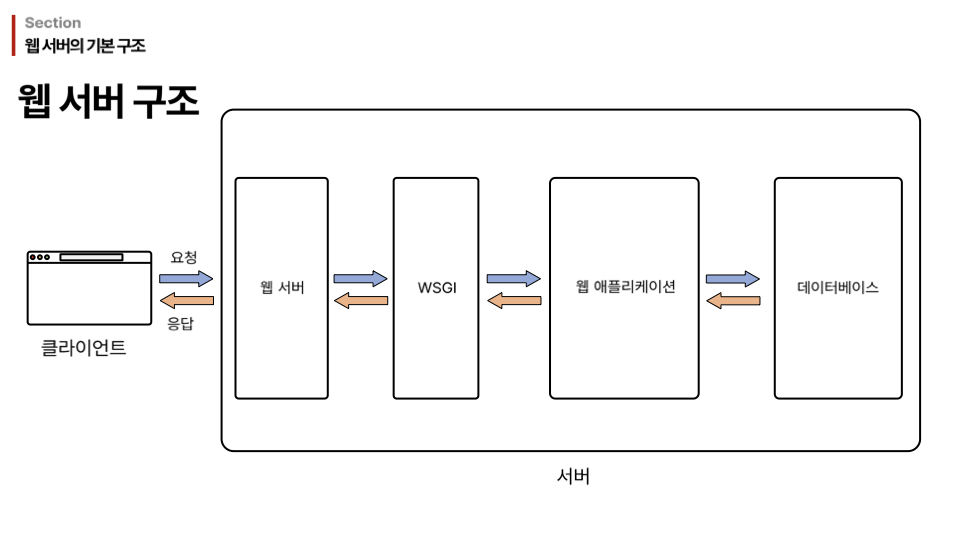 Section
웹 서버의 기본 구조
웹 서버 구조
요청
응답
클라이언트
웹 서버
WSGI
웹 애플리케이션
데이터베이스
서버